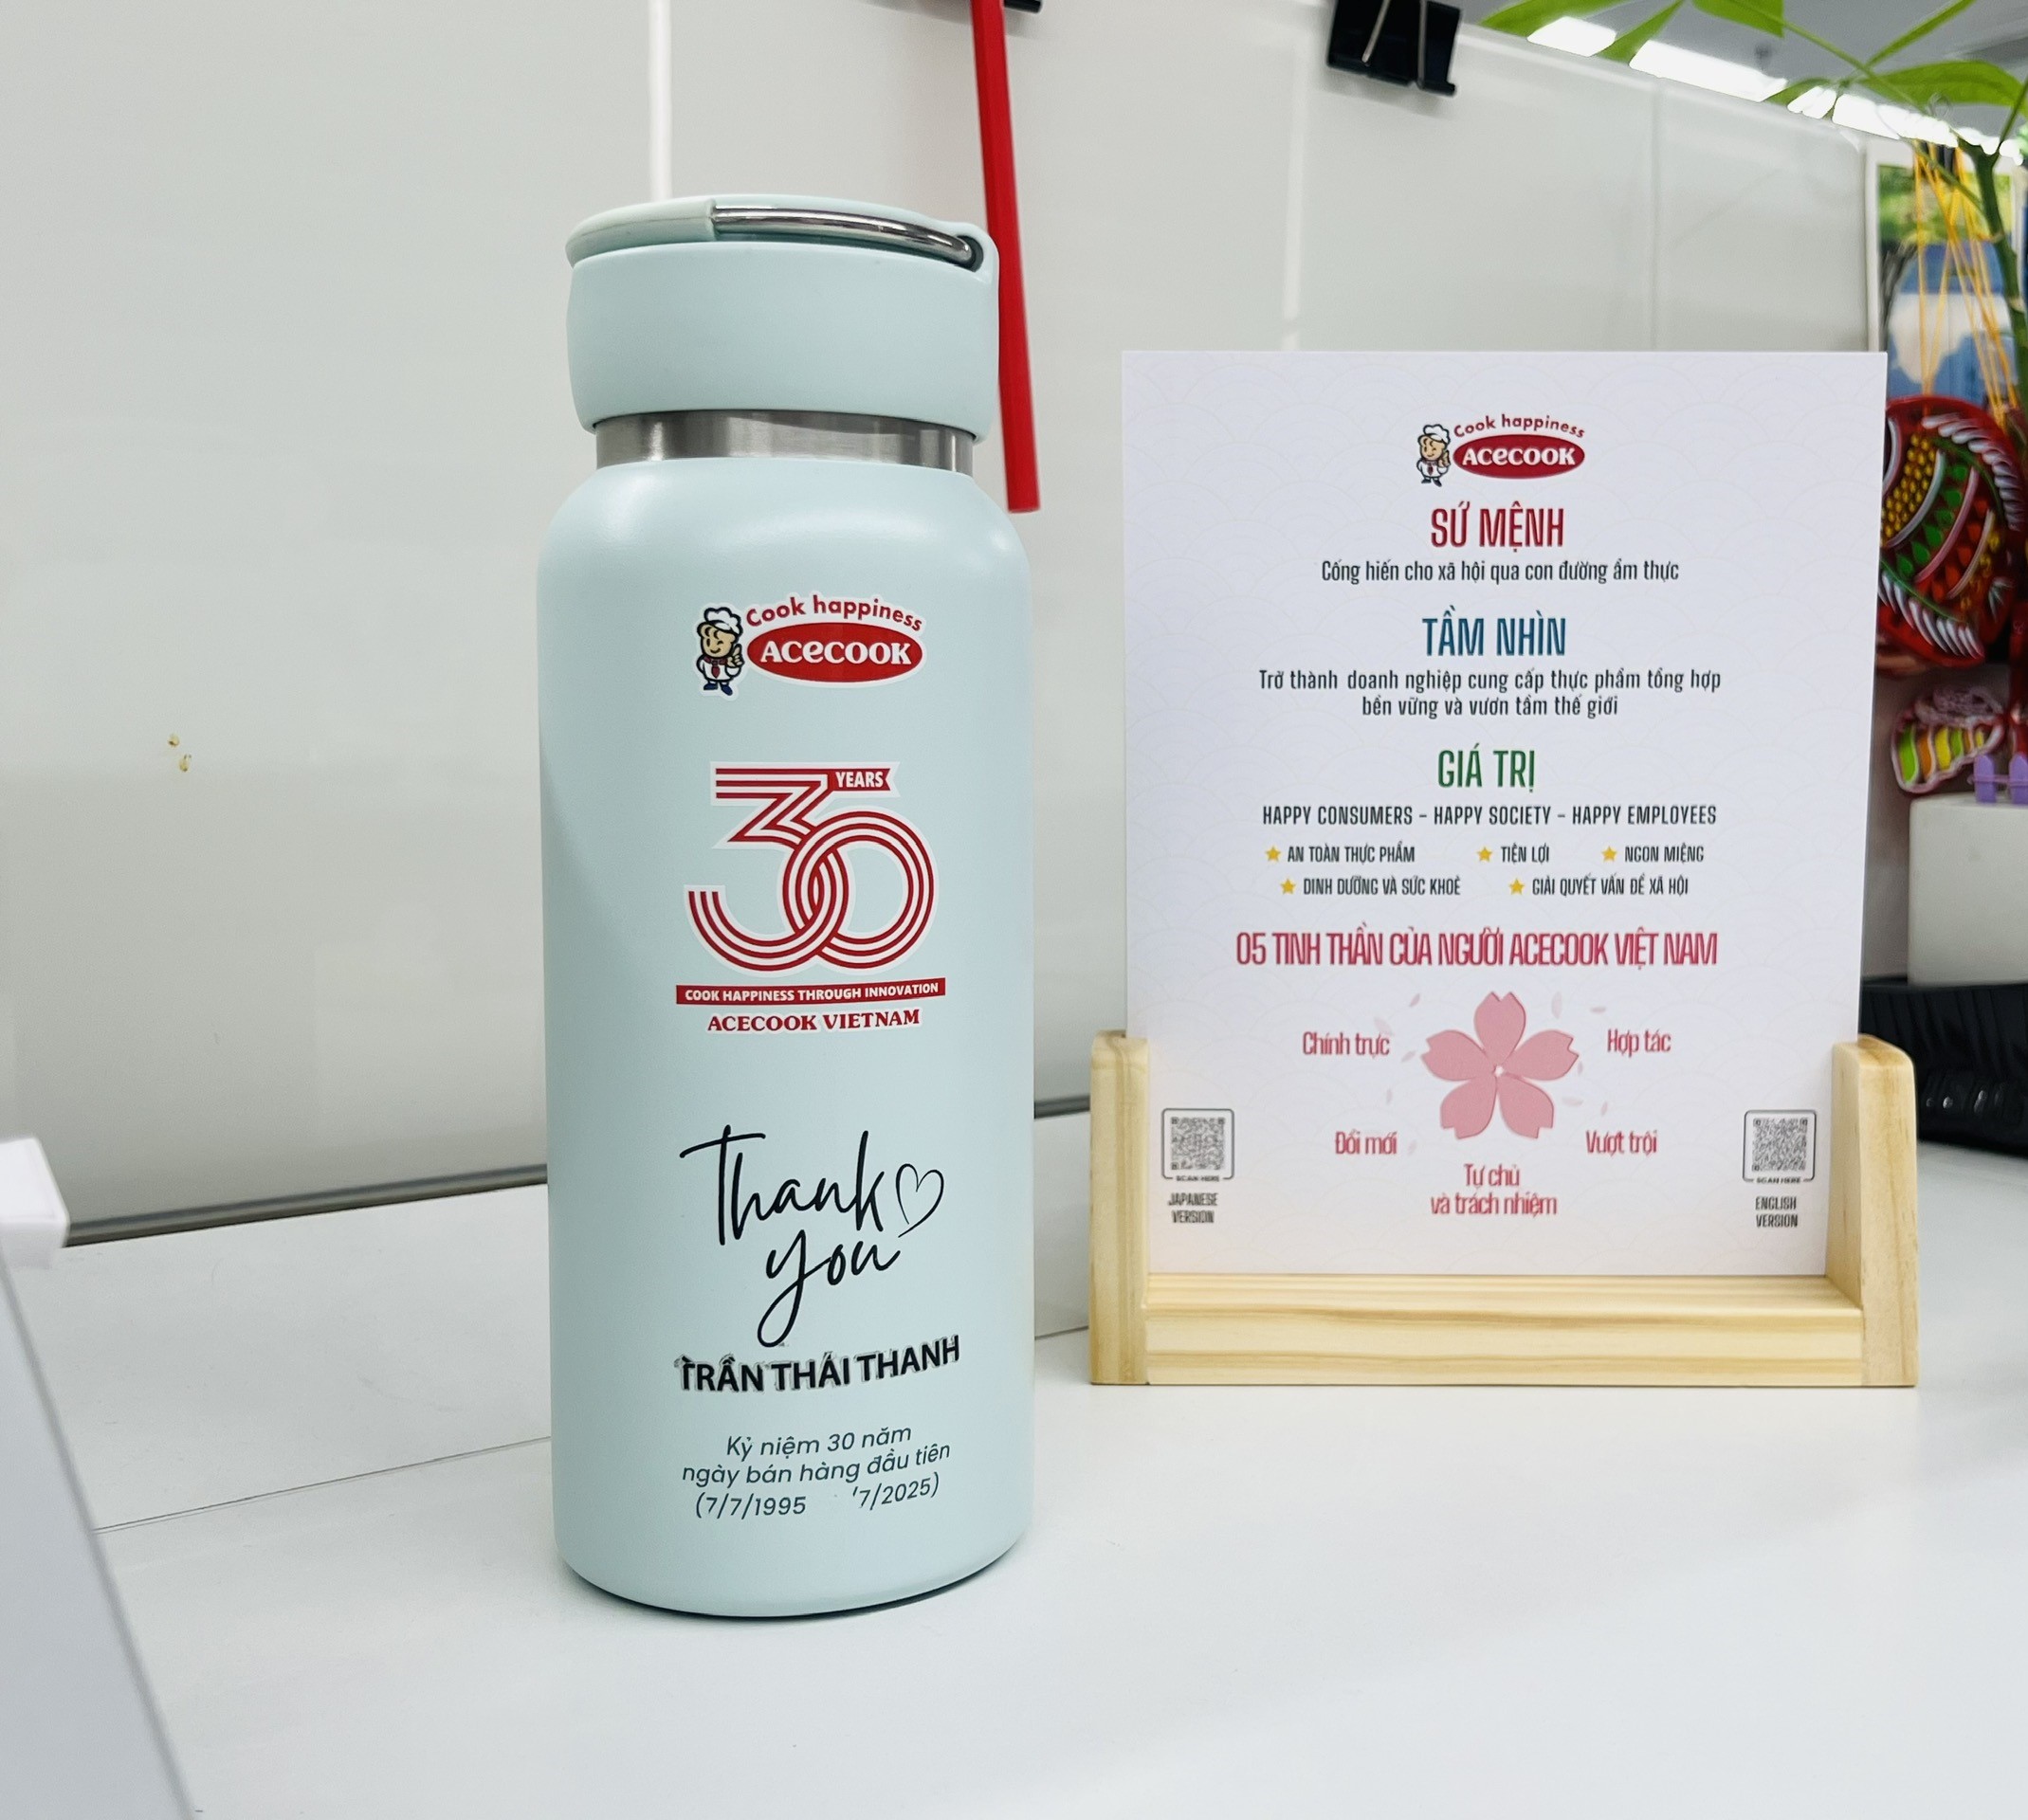 Cook happiness
ACECOOK
YEARS
30
COOK HAPPINESS THROUGH INNOVATION
ACECOOK VIETNAM
Thank
you
TRẦN THÁI THANH
Kỷ niệm 30 năm
ngày bán hàng đầu tiên
(7/7/1995 7/2025)
Cook happiness
ACECOOK
SỨ MỆNH
Cống hiến cho xã hội qua con đường ẩm thực
TẦM NHÌN
Trở thành doanh nghiệp cung cấp thực phẩm tổng hợp
bền vững và vươn tầm thế giới
GIÁ TRỊ
HAPPY CONSUMERS - HAPPY SOCIETY - HAPPY EMPLOYEES
AN TOÀN THỰC PHẨM TIỆN LỢI NGON MIỆNG
DINH DƯỠNG VÀ SỨC KHOẺ GIẢI QUYẾT VẤN ĐỀ XÃ HỘI
05 TINH THẦN CỦA NGƯỜI ACECOOK VIỆT NAM
Chính trực Hợp tác
Đổi mới Vượt trội
Tự chủ
và trách nhiệm
SCAN HERE
JAPANESE
VERSION
SCAN HERE
ENGLISH
VERSION